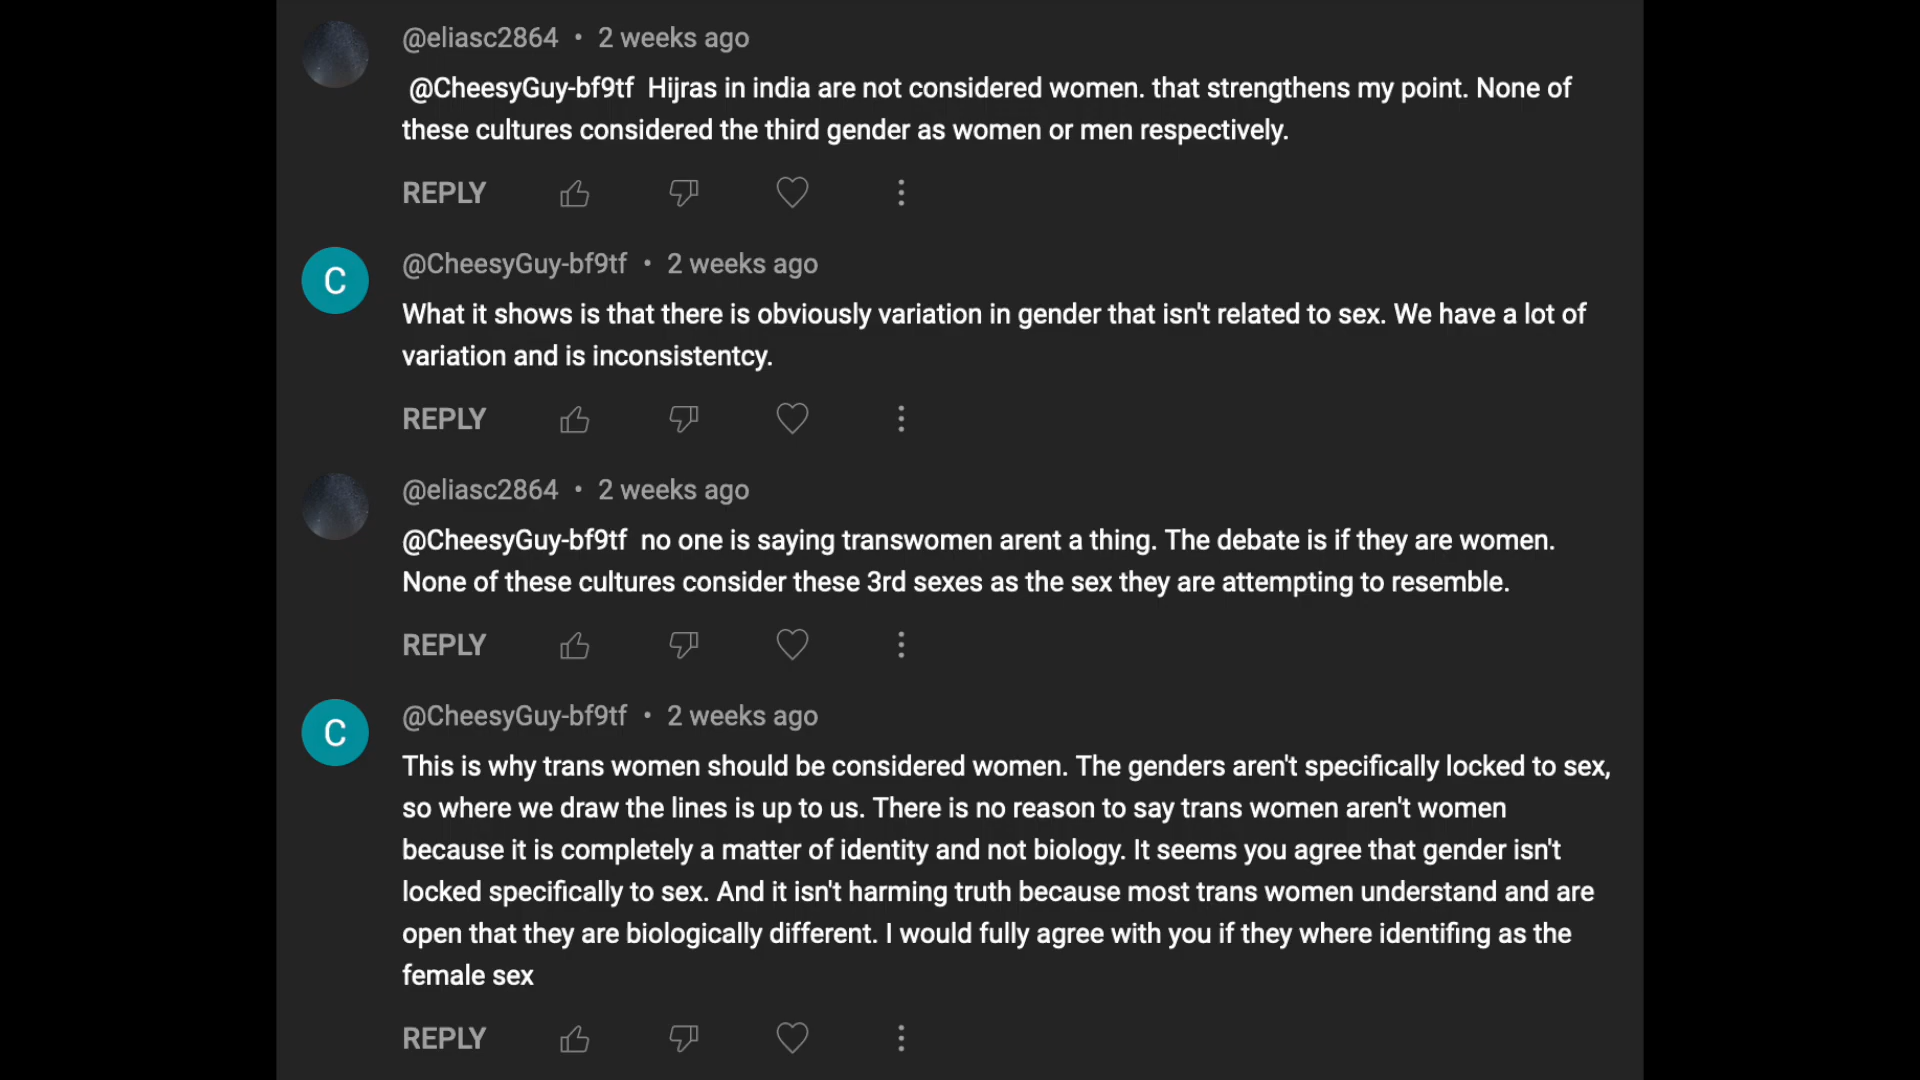 @eliasc2864 • 2 weeks ago
@CheesyGuy-bf9tf Hijras in india are not considered women. that strengthens my point. None of
these cultures considered the third gender as women or men respectively.
REPLY
C
@CheesyGuy-bf9tf • 2 weeks ago
What it shows is that there is obviously variation in gender that isn't related to sex. We have a lot of
variation and is inconsistentcy.
REPLY
@eliasc2864 • 2 weeks ago
@CheesyGuy-bf9tf no one is saying transwomen arent a thing. The debate is if they are women.
None of these cultures consider these 3rd sexes as the sex they are attempting to resemble.
REPLY
C
@CheesyGuy-bf9tf • 2 weeks ago
This is why trans women should be considered women. The genders aren't specifically locked to sex,
so where we draw the lines is up to us. There is no reason to say trans women aren't women
because it is completely a matter of identity and not biology. It seems you agree that gender isn't
locked specifically to sex. And it isn't harming truth because most trans women understand and are
open that they are biologically different. I would fully agree with you if they where identifing as the
female sex
REPLY